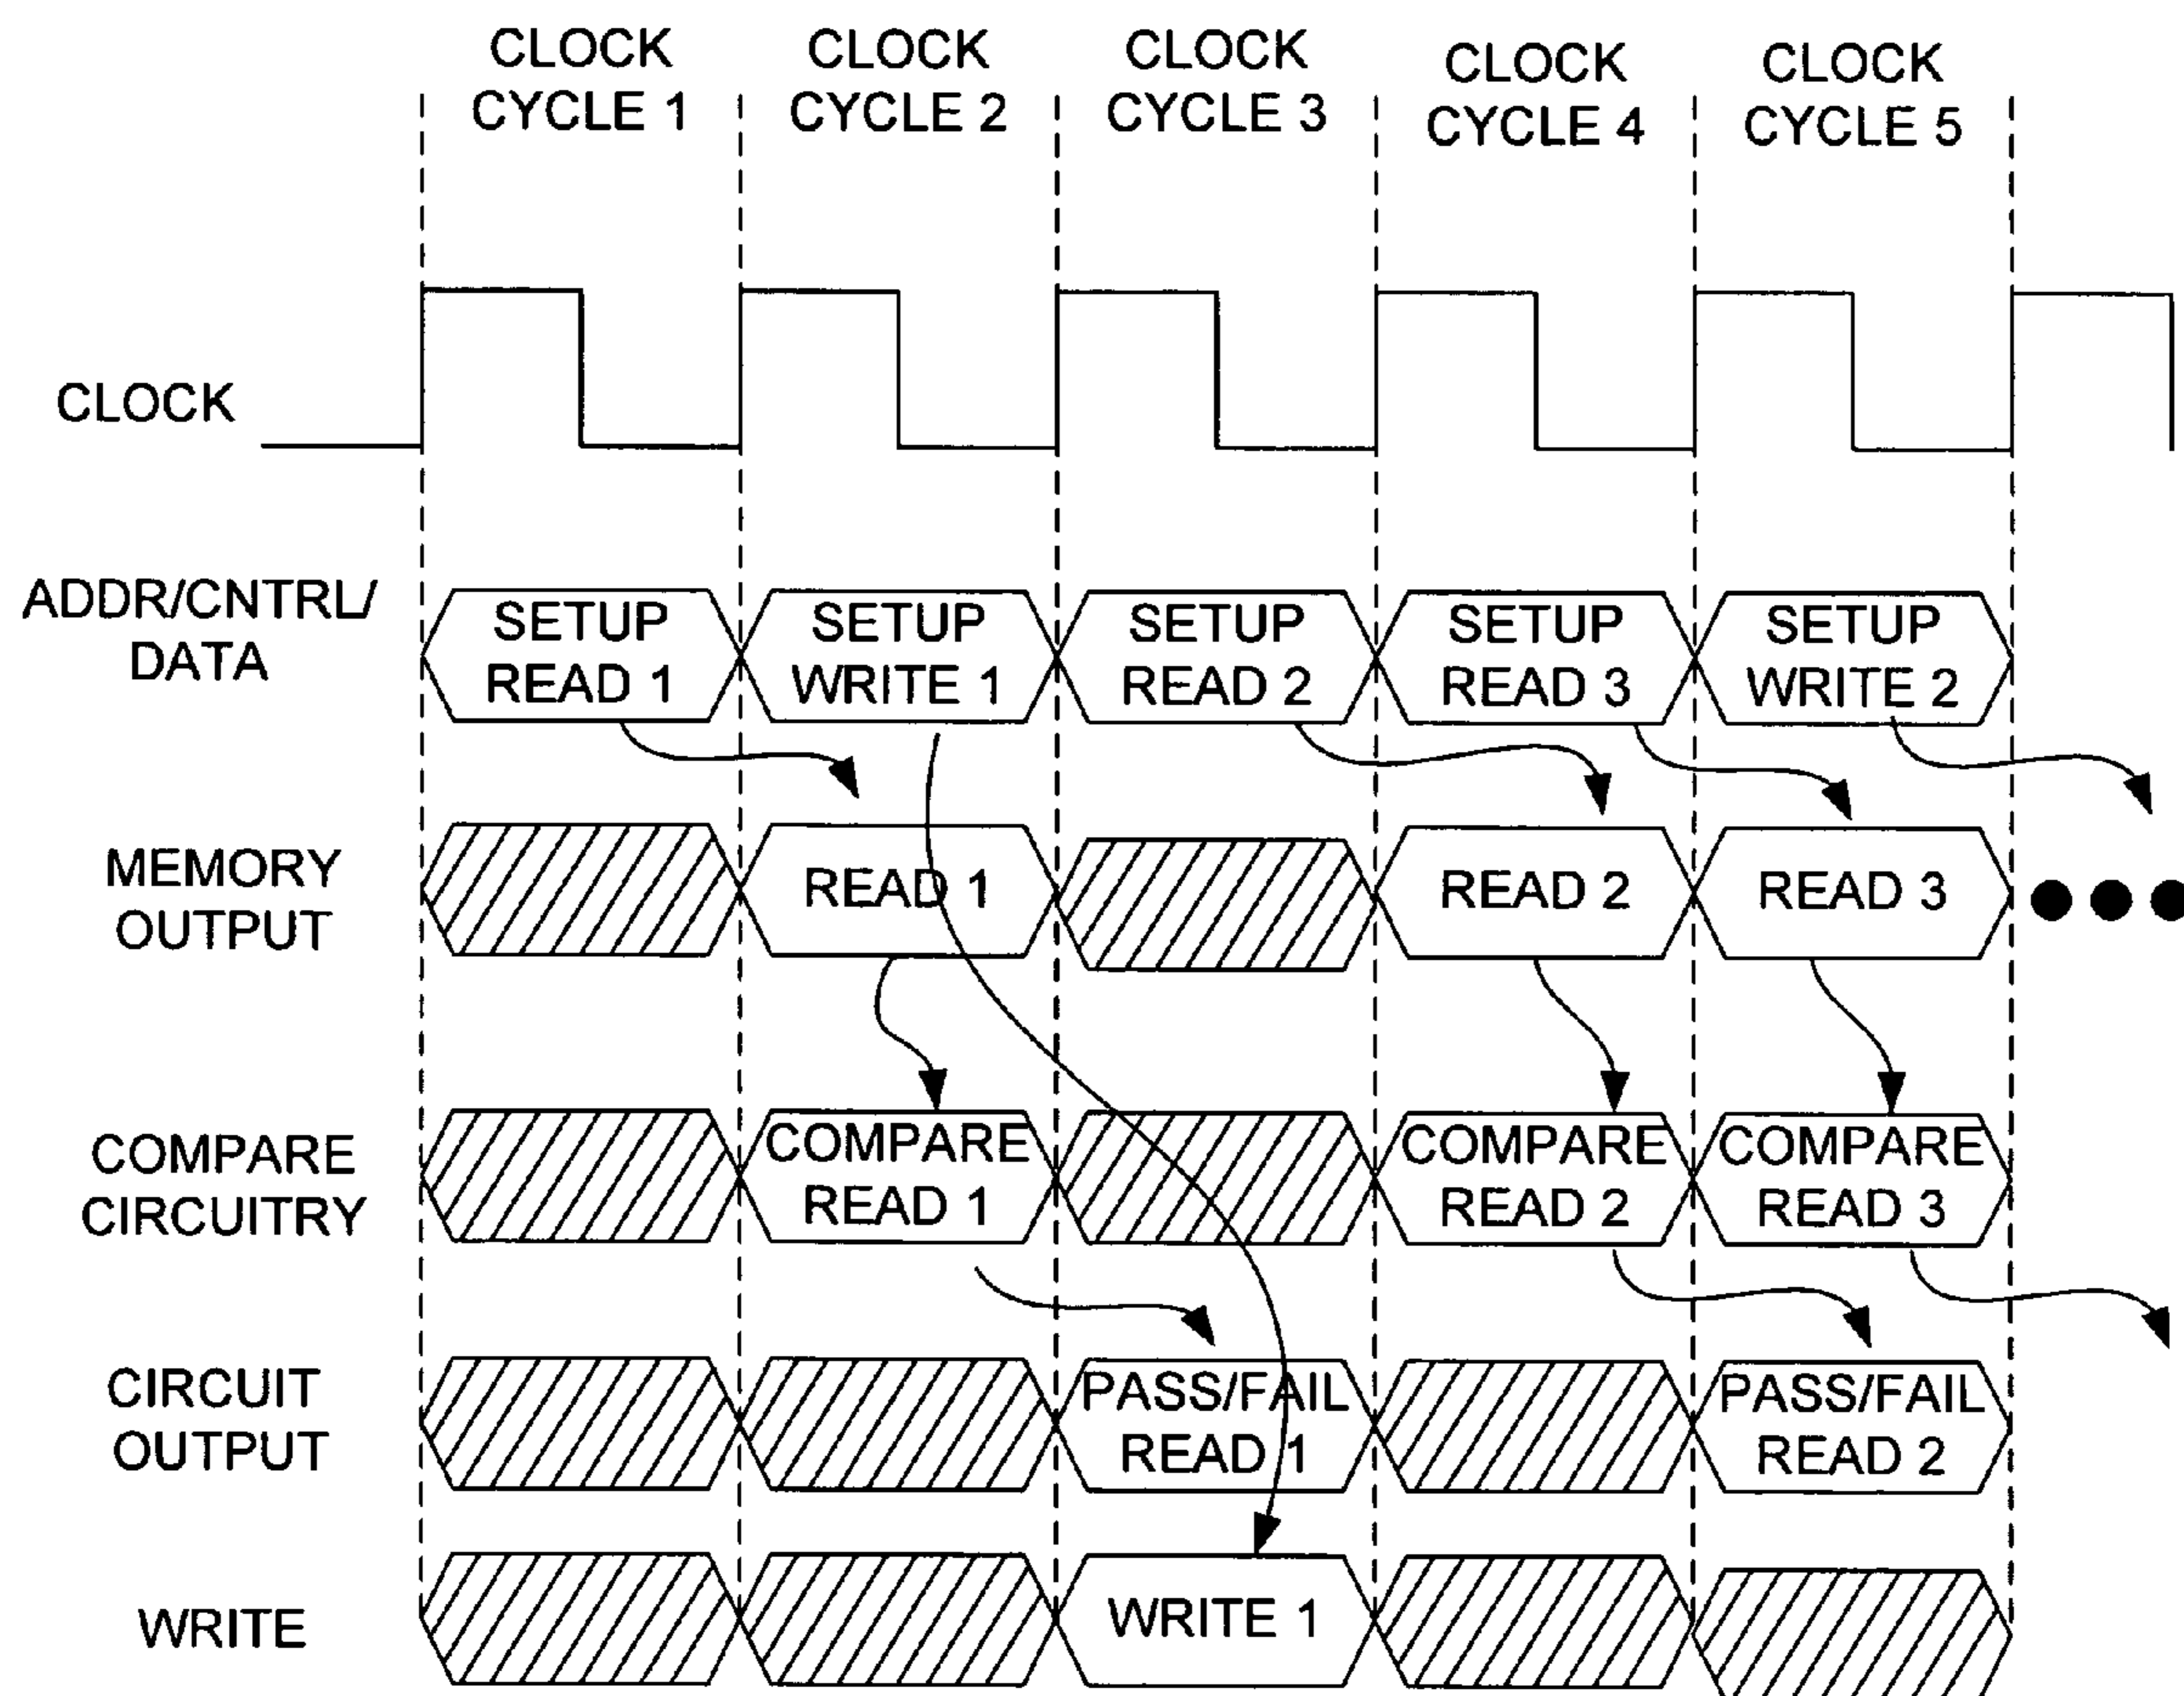 CLOCK
CYCLE 1
CLOCK
CYCLE 2
CLOCK
CYCLE 3
CLOCK
CYCLE 4
CLOCK
CYCLE 5
CLOCK
ADDR/CNTRL/
DATA
SETUP
READ 1
SETUP
WRITE 1
SETUP
READ 2
SETUP
READ 3
SETUP
WRITE 2
MEMORY
OUTPUT
READ 1
READ 2
READ 3
COMPARE
CIRCUITRY
COMPARE
READ 1
COMPARE
READ 2
COMPARE
READ 3
CIRCUIT
OUTPUT
PASS/FAIL
READ 1
PASS/FAIL
READ 2
WRITE
WRITE 1